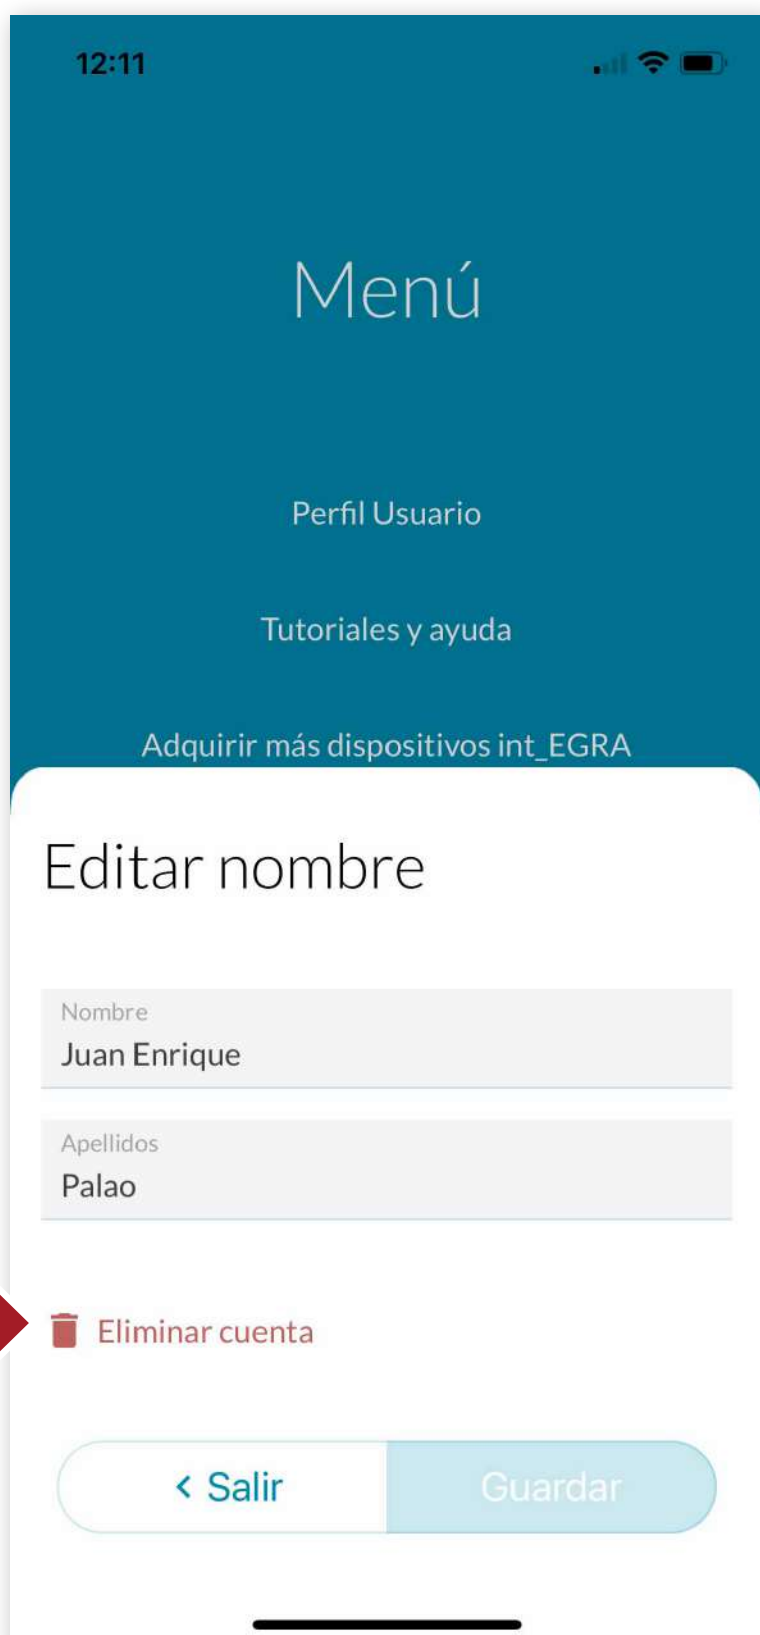 12:11
Menú
Perfil Usuario
Tutoriales y ayuda
Adquirir más dispositivos int_EGRA
Editar nombre
Nombre
Juan Enrique
Apellidos
Palao
Eliminar cuenta
< Salir
Guardar